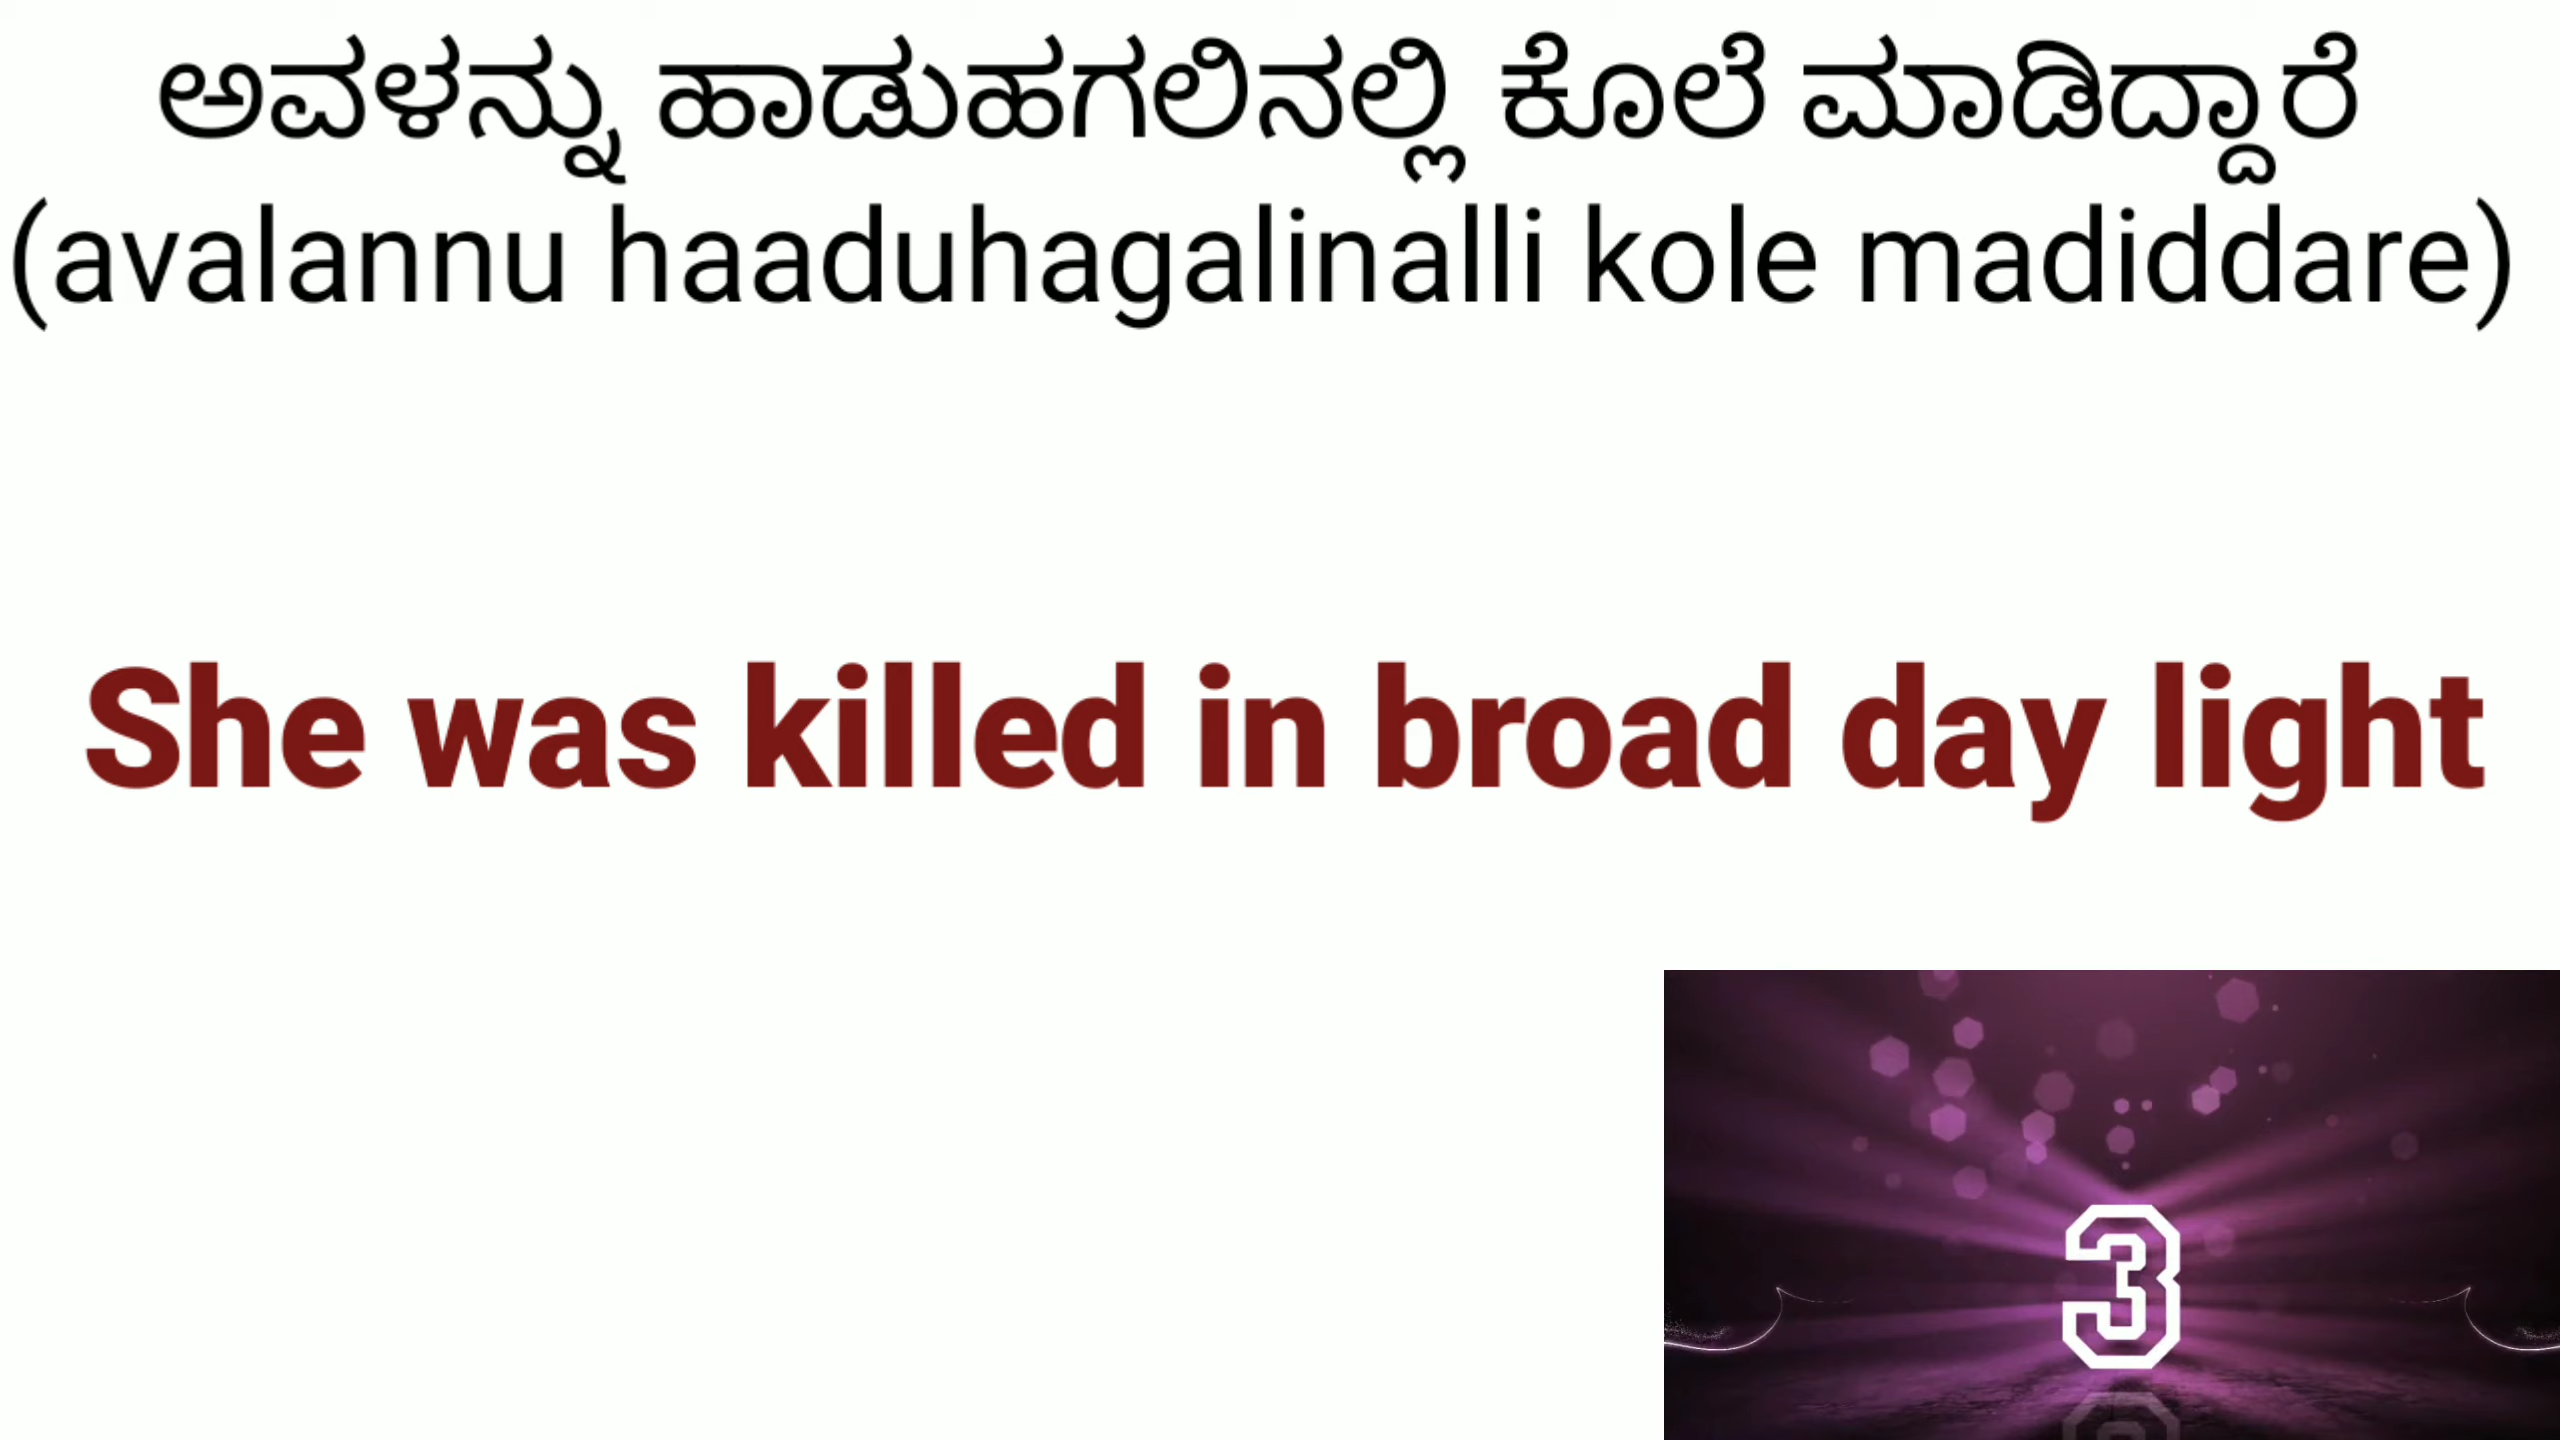 ಅವಳನ್ನು ಹಾಡುಹಗಲಿನಲ್ಲಿ ಕೊಲೆ ಮಾಡಿದ್ದಾರೆ
(avalannu haaduhagalinalli kole madiddare)
She was killed in broad day light
3